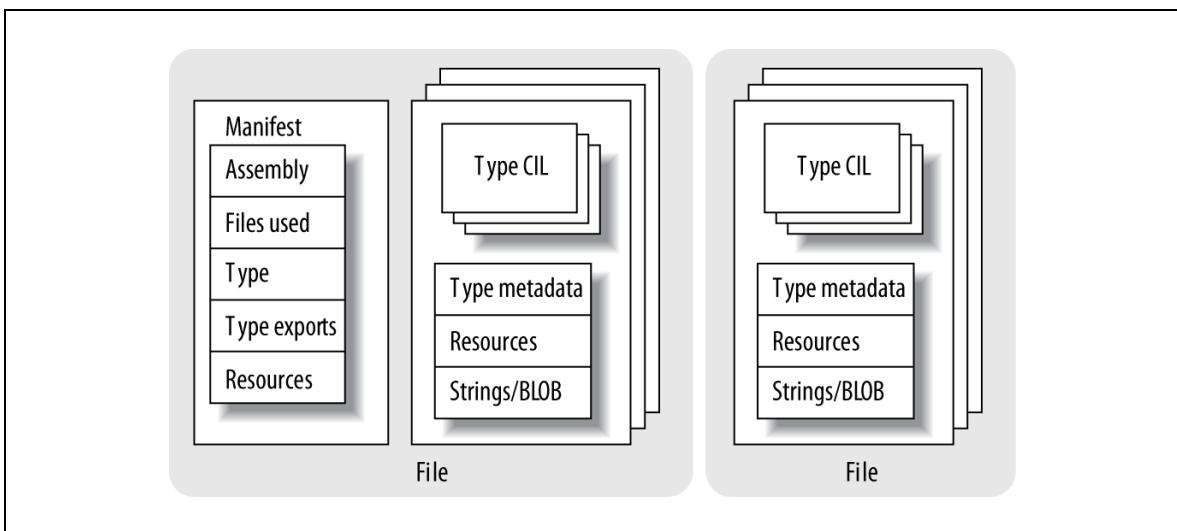 Manifest
Assembly
Files used
Type
Type exports
Resources
Type CIL
Type metadata
Resources
Strings/BLOB
File
Type CIL
Type metadata
Resources
Strings/BLOB
File